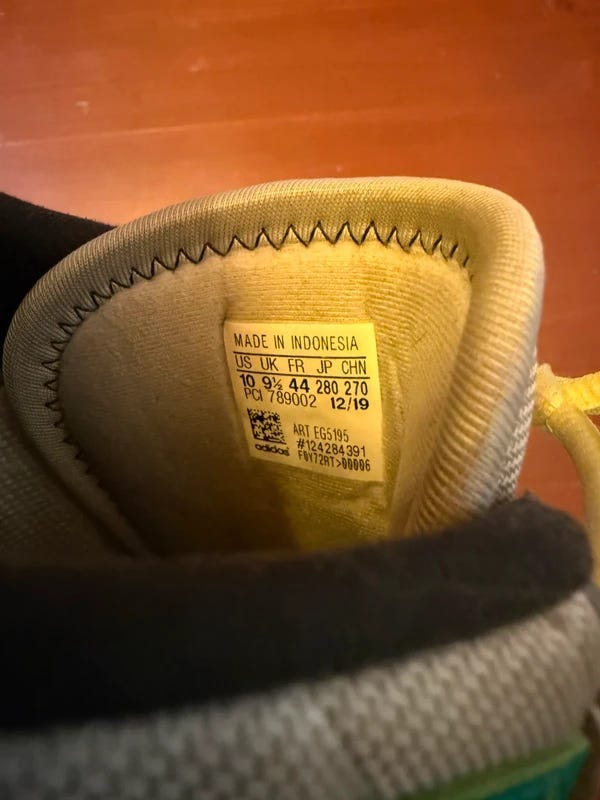 MADE IN INDONESIA
US UK FR JP CHN
10 9½ 44 280 270
PCI 789002 12/19
ART EG5195
adidas #124284391
F0Y72RT>00006